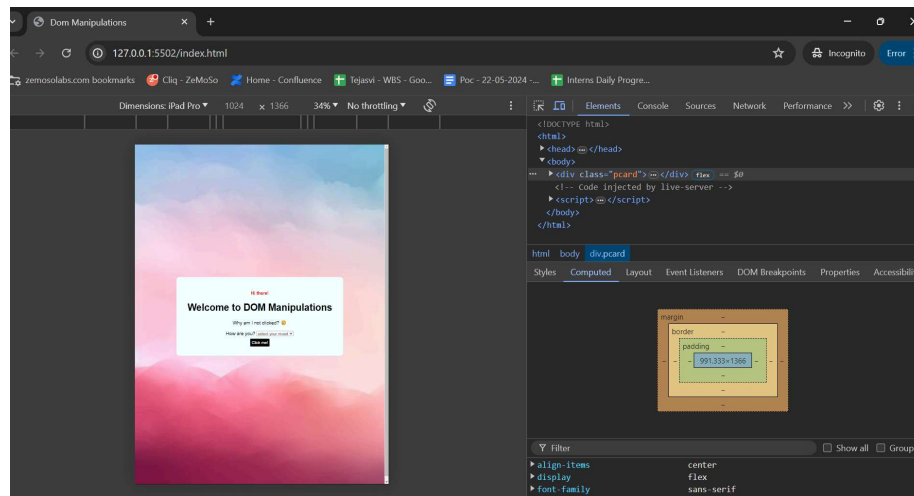 Dom Manipulations
127.0.0.1:5502/index.html
Incognito
Error
zemosolabs.com bookmarks Cliq - ZeMoSo Home - Confluence Tejasvi - WBS - Goo... Poc - 22-05-2024 -... Interns Daily Progre...
Dimensions: iPad Pro 1024 x 1366 34% No throttling
Elements Console Sources Network Performance
<!DOCTYPE html>
<html>
<head> </head>
<body>
<div class="pcard"> </div> flex == $0
<!-- Code injected by live-server -->
<script> </script>
</body>
</html>
html body div.pcard
Styles Computed Layout Event Listeners DOM Breakpoints Properties Accessibili
Hi there!
Welcome to DOM Manipulations
Why am I not clicked?
How are you? select your mood
Click me!
margin -
border -
padding -
- - - 991.333×1366 - - -
-
-
-
Filter Show all Group
align-items center
display flex
font-family sans-serif